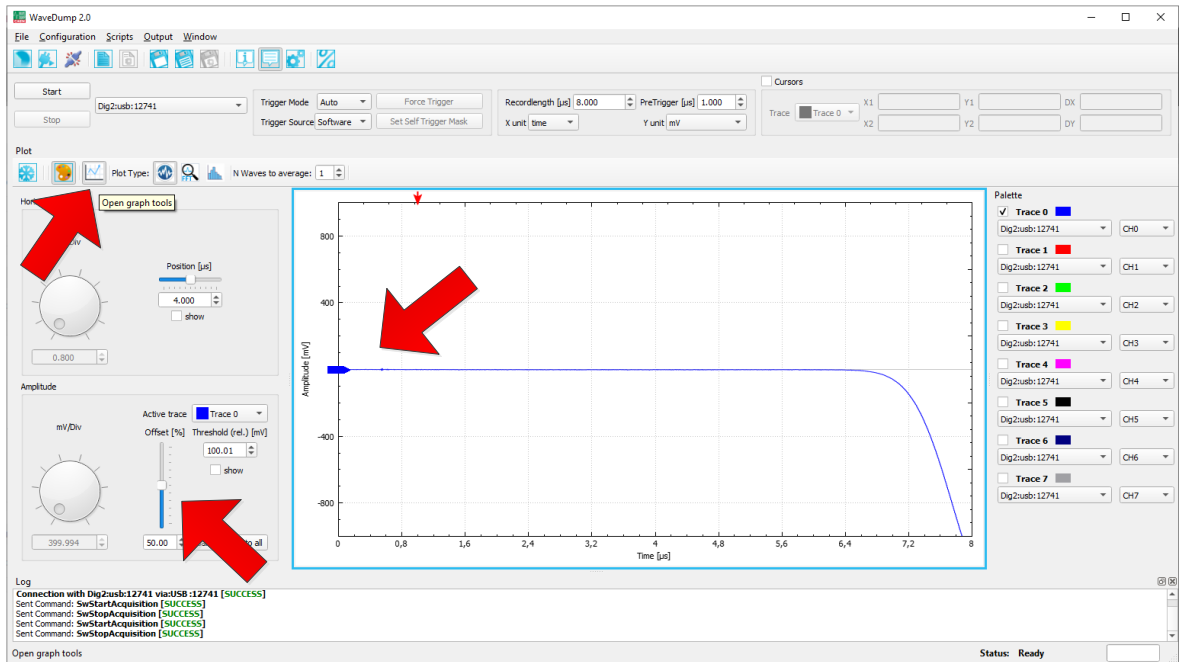 WaveDump 2.0
File Configuration Scripts Output Window
Start
Stop
Dig2:usb:12741
Trigger Mode Auto Force Trigger
Trigger Source Software Set Self Trigger Mask
Recordlength [µs] 8.000 PreTrigger [µs] 1.000
X unit time Y unit mV
Cursors
Trace Trace 0
X1 Y1 DX
X2 Y2 DY
Plot
Plot Type: FFT N Waves to average: 1
Open graph tools
Position [µs]
4.000
show
0.800
Amplitude
mV/Div
Active trace Trace 0
Offset [%] Threshold (rel.) [mV]
100.01
show
399.994
50.00
all
Amplitude [mV]
800
400
0
-400
-800
0 0,8 1,6 2,4 3,2 4 4,8 5,6 6,4 7,2 8
Time [µs]
Palette
Trace 0
Dig2:usb:12741 CH0
Trace 1
Dig2:usb:12741 CH1
Trace 2
Dig2:usb:12741 CH2
Trace 3
Dig2:usb:12741 CH3
Trace 4
Dig2:usb:12741 CH4
Trace 5
Dig2:usb:12741 CH5
Trace 6
Dig2:usb:12741 CH6
Trace 7
Dig2:usb:12741 CH7
Log
Connection with Dig2:usb:12741 via:USB :12741 [SUCCESS]
Sent Command: SwStartAcquisition [SUCCESS]
Sent Command: SwStopAcquisition [SUCCESS]
Sent Command: SwStartAcquisition [SUCCESS]
Sent Command: SwStopAcquisition [SUCCESS]
Open graph tools
Status: Ready